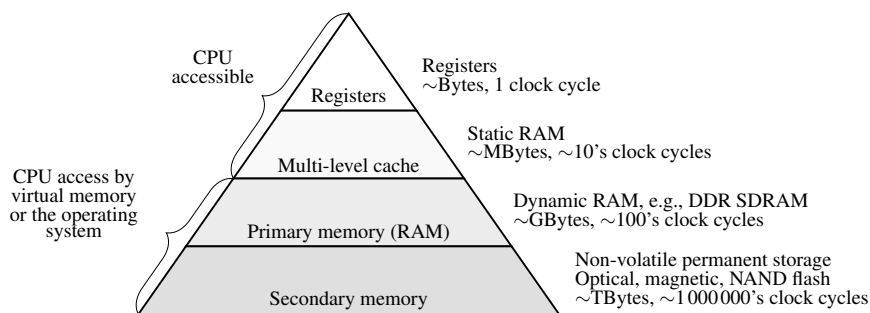 CPU
accessible
Registers
∼Bytes, 1 clock cycle
Registers
Static RAM
∼MBytes, ∼10's clock cycles
Multi-level cache
CPU access by
virtual memory
or the operating
system
Dynamic RAM, e.g., DDR SDRAM
∼GBytes, ∼100's clock cycles
Primary memory (RAM)
Non-volatile permanent storage
Optical, magnetic, NAND flash
∼TBytes, ∼1 000 000's clock cycles
Secondary memory